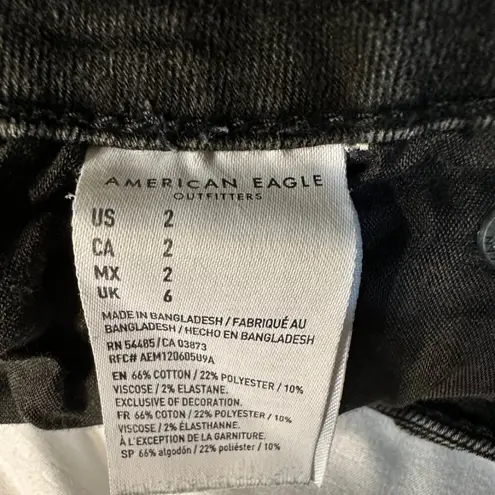 AMERICAN EAGLE
OUTFITTERS
US 2
CA 2
MX 2
UK 6
MADE IN BANGLADESH / FABRIQUÉ AU
BANGLADESH / HECHO EN BANGLADESH
RN 54485/CA 03873
RFC# AEM120605U9A
EN 66% COTTON / 22% POLYESTER / 10%
VISCOSE / 2% ELASTANE.
EXCLUSIVE OF DECORATION.
FR 66% COTON / 22% POLYESTER / 10%
VISCOSE / 2% ÉLASTHANNE.
À L'EXCEPTION DE LA GARNITURE.
SP 66% algodón / 22% poliéster / 10%